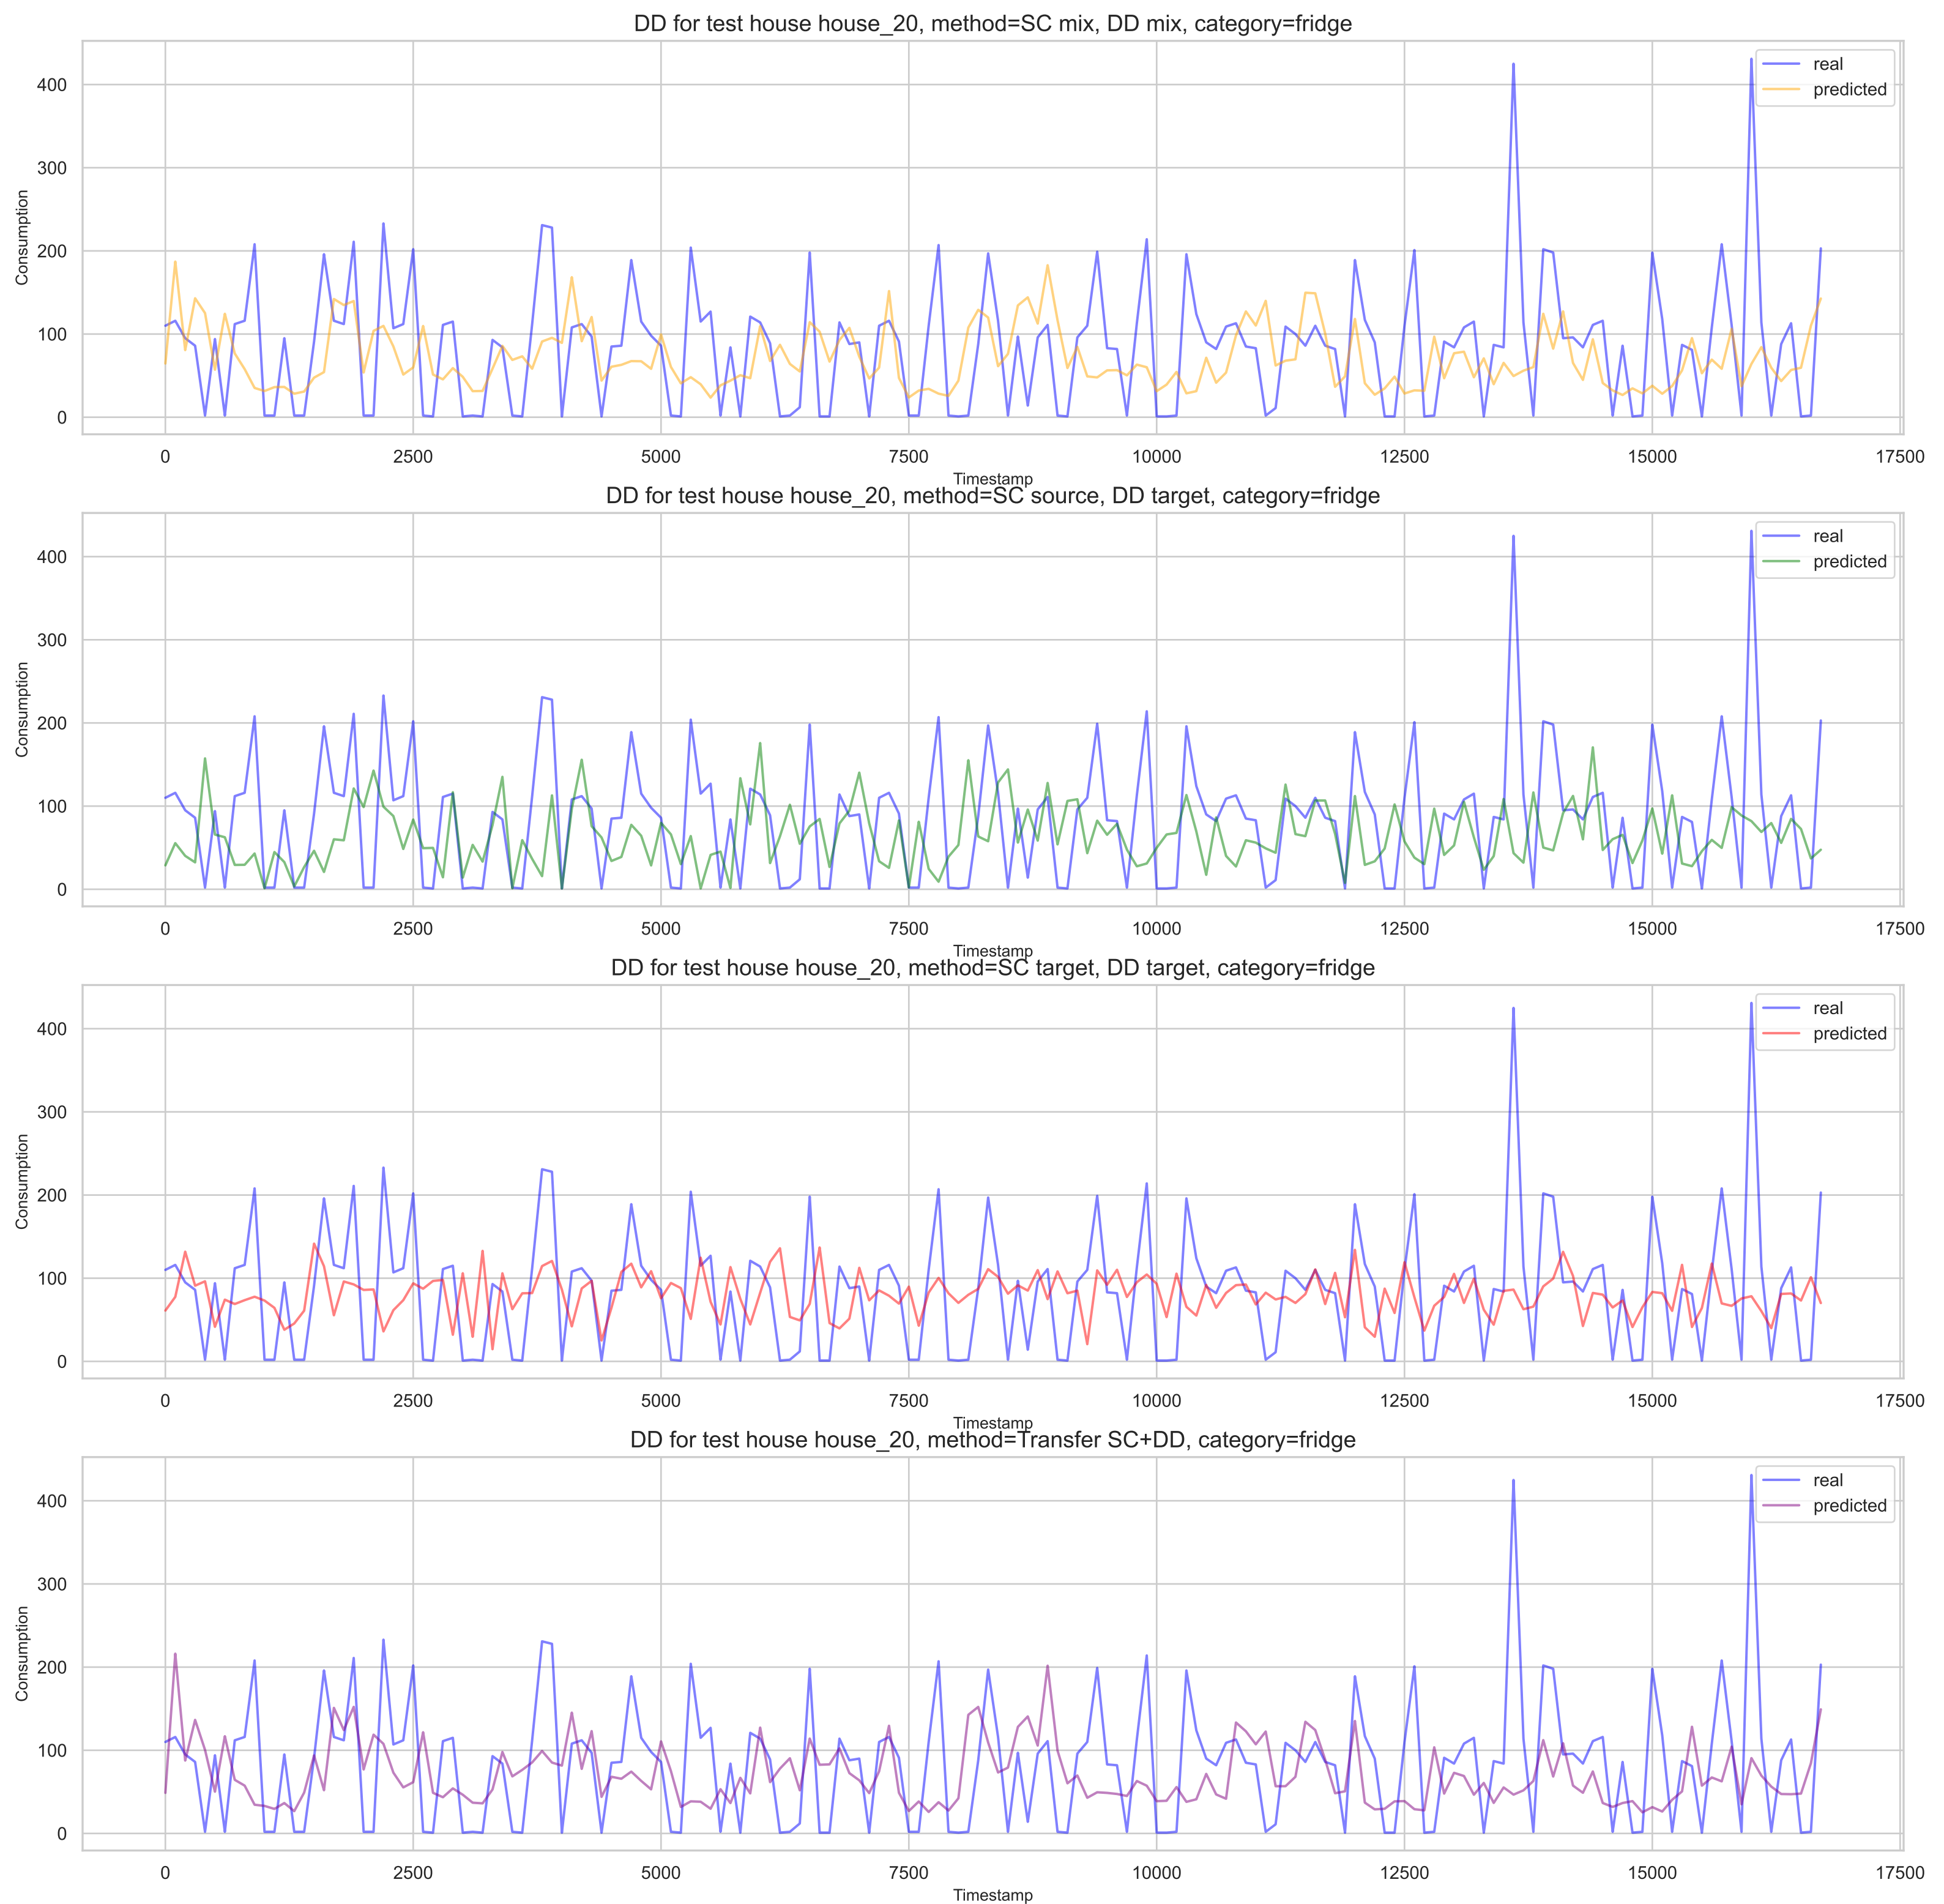 DD for test house house_20, method=SC mix, DD mix, category=fridge
real
predicted
400
300
200
100
0
Consumption
0 2500 5000 7500 10000 12500 15000 17500
Timestamp
DD for test house house_20, method=SC source, DD target, category=fridge
real
predicted
400
300
200
100
0
Consumption
0 2500 5000 7500 10000 12500 15000 17500
Timestamp
DD for test house house_20, method=SC target, DD target, category=fridge
real
predicted
400
300
200
100
0
Consumption
0 2500 5000 7500 10000 12500 15000 17500
Timestamp
DD for test house house_20, method=Transfer SC+DD, category=fridge
real
predicted
400
300
200
100
0
Consumption
0 2500 5000 7500 10000 12500 15000 17500
Timestamp